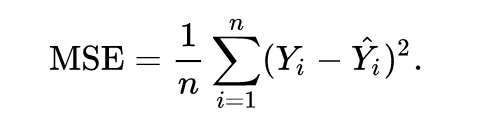 MSE = \frac{1}{n} \sum_{i=1}^{n} (Y_i - \hat{Y}_i)^2.